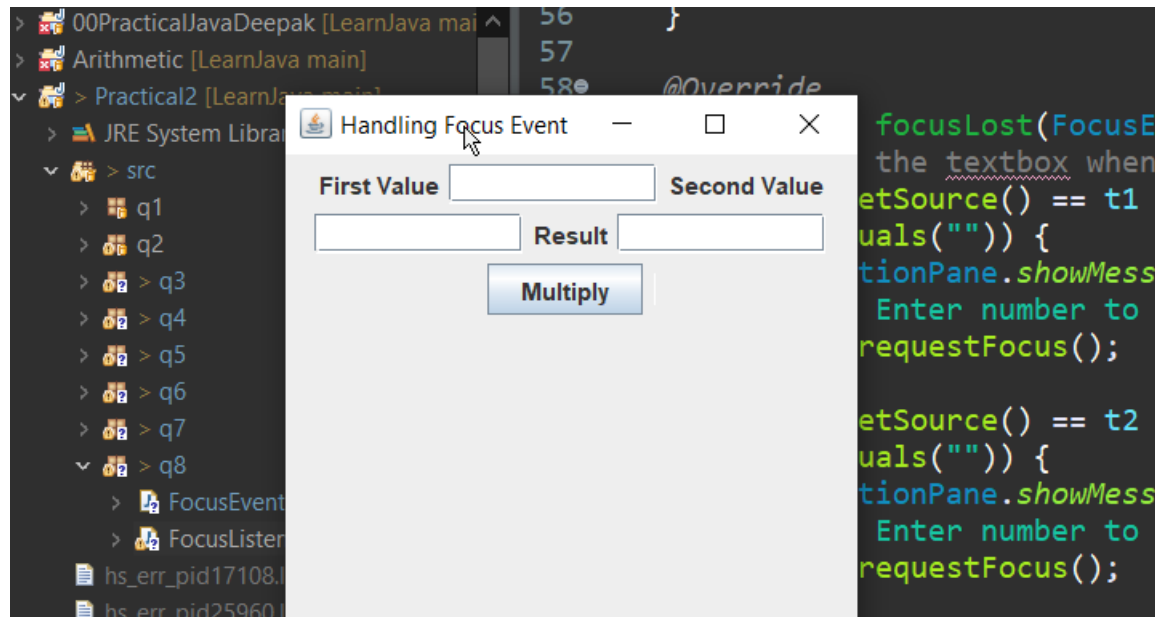 00PracticalJavaDeepak [LearnJava mai
Arithmetic [LearnJava main]
> Practical2 [LearnJava main]
JRE System Librar
> src
q1
q2
> q3
> q4
> q5
> q6
> q7
> q8
FocusEvent
FocusListen
hs_err_pid17108.l
hs_err_pid25960.l
56 }
57
58 @Override
focusLost(FocusE
the textbox when
etSource() == t1
uals("")) {
tionPane.showMess
Enter number to
requestFocus();
etSource() == t2
uals("")) {
tionPane.showMess
Enter number to
requestFocus();
Handling Focus Event
First Value Second Value
Result
Multiply